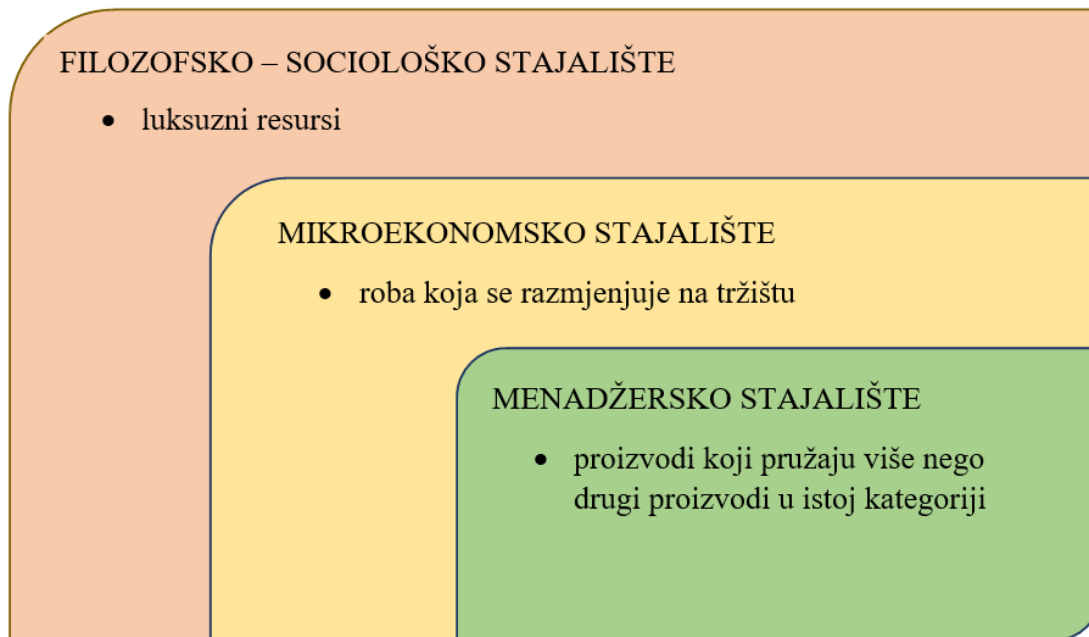 FILOZOFSKO – SOCIOLOŠKO STAJALIŠTE
• luksuzni resursi
MIKROEKONOMSKO STAJALIŠTE
• roba koja se razmjenjuje na tržištu
MENADŽERSKO STAJALIŠTE
• proizvodi koji pružaju više nego
drugi proizvodi u istoj kategoriji